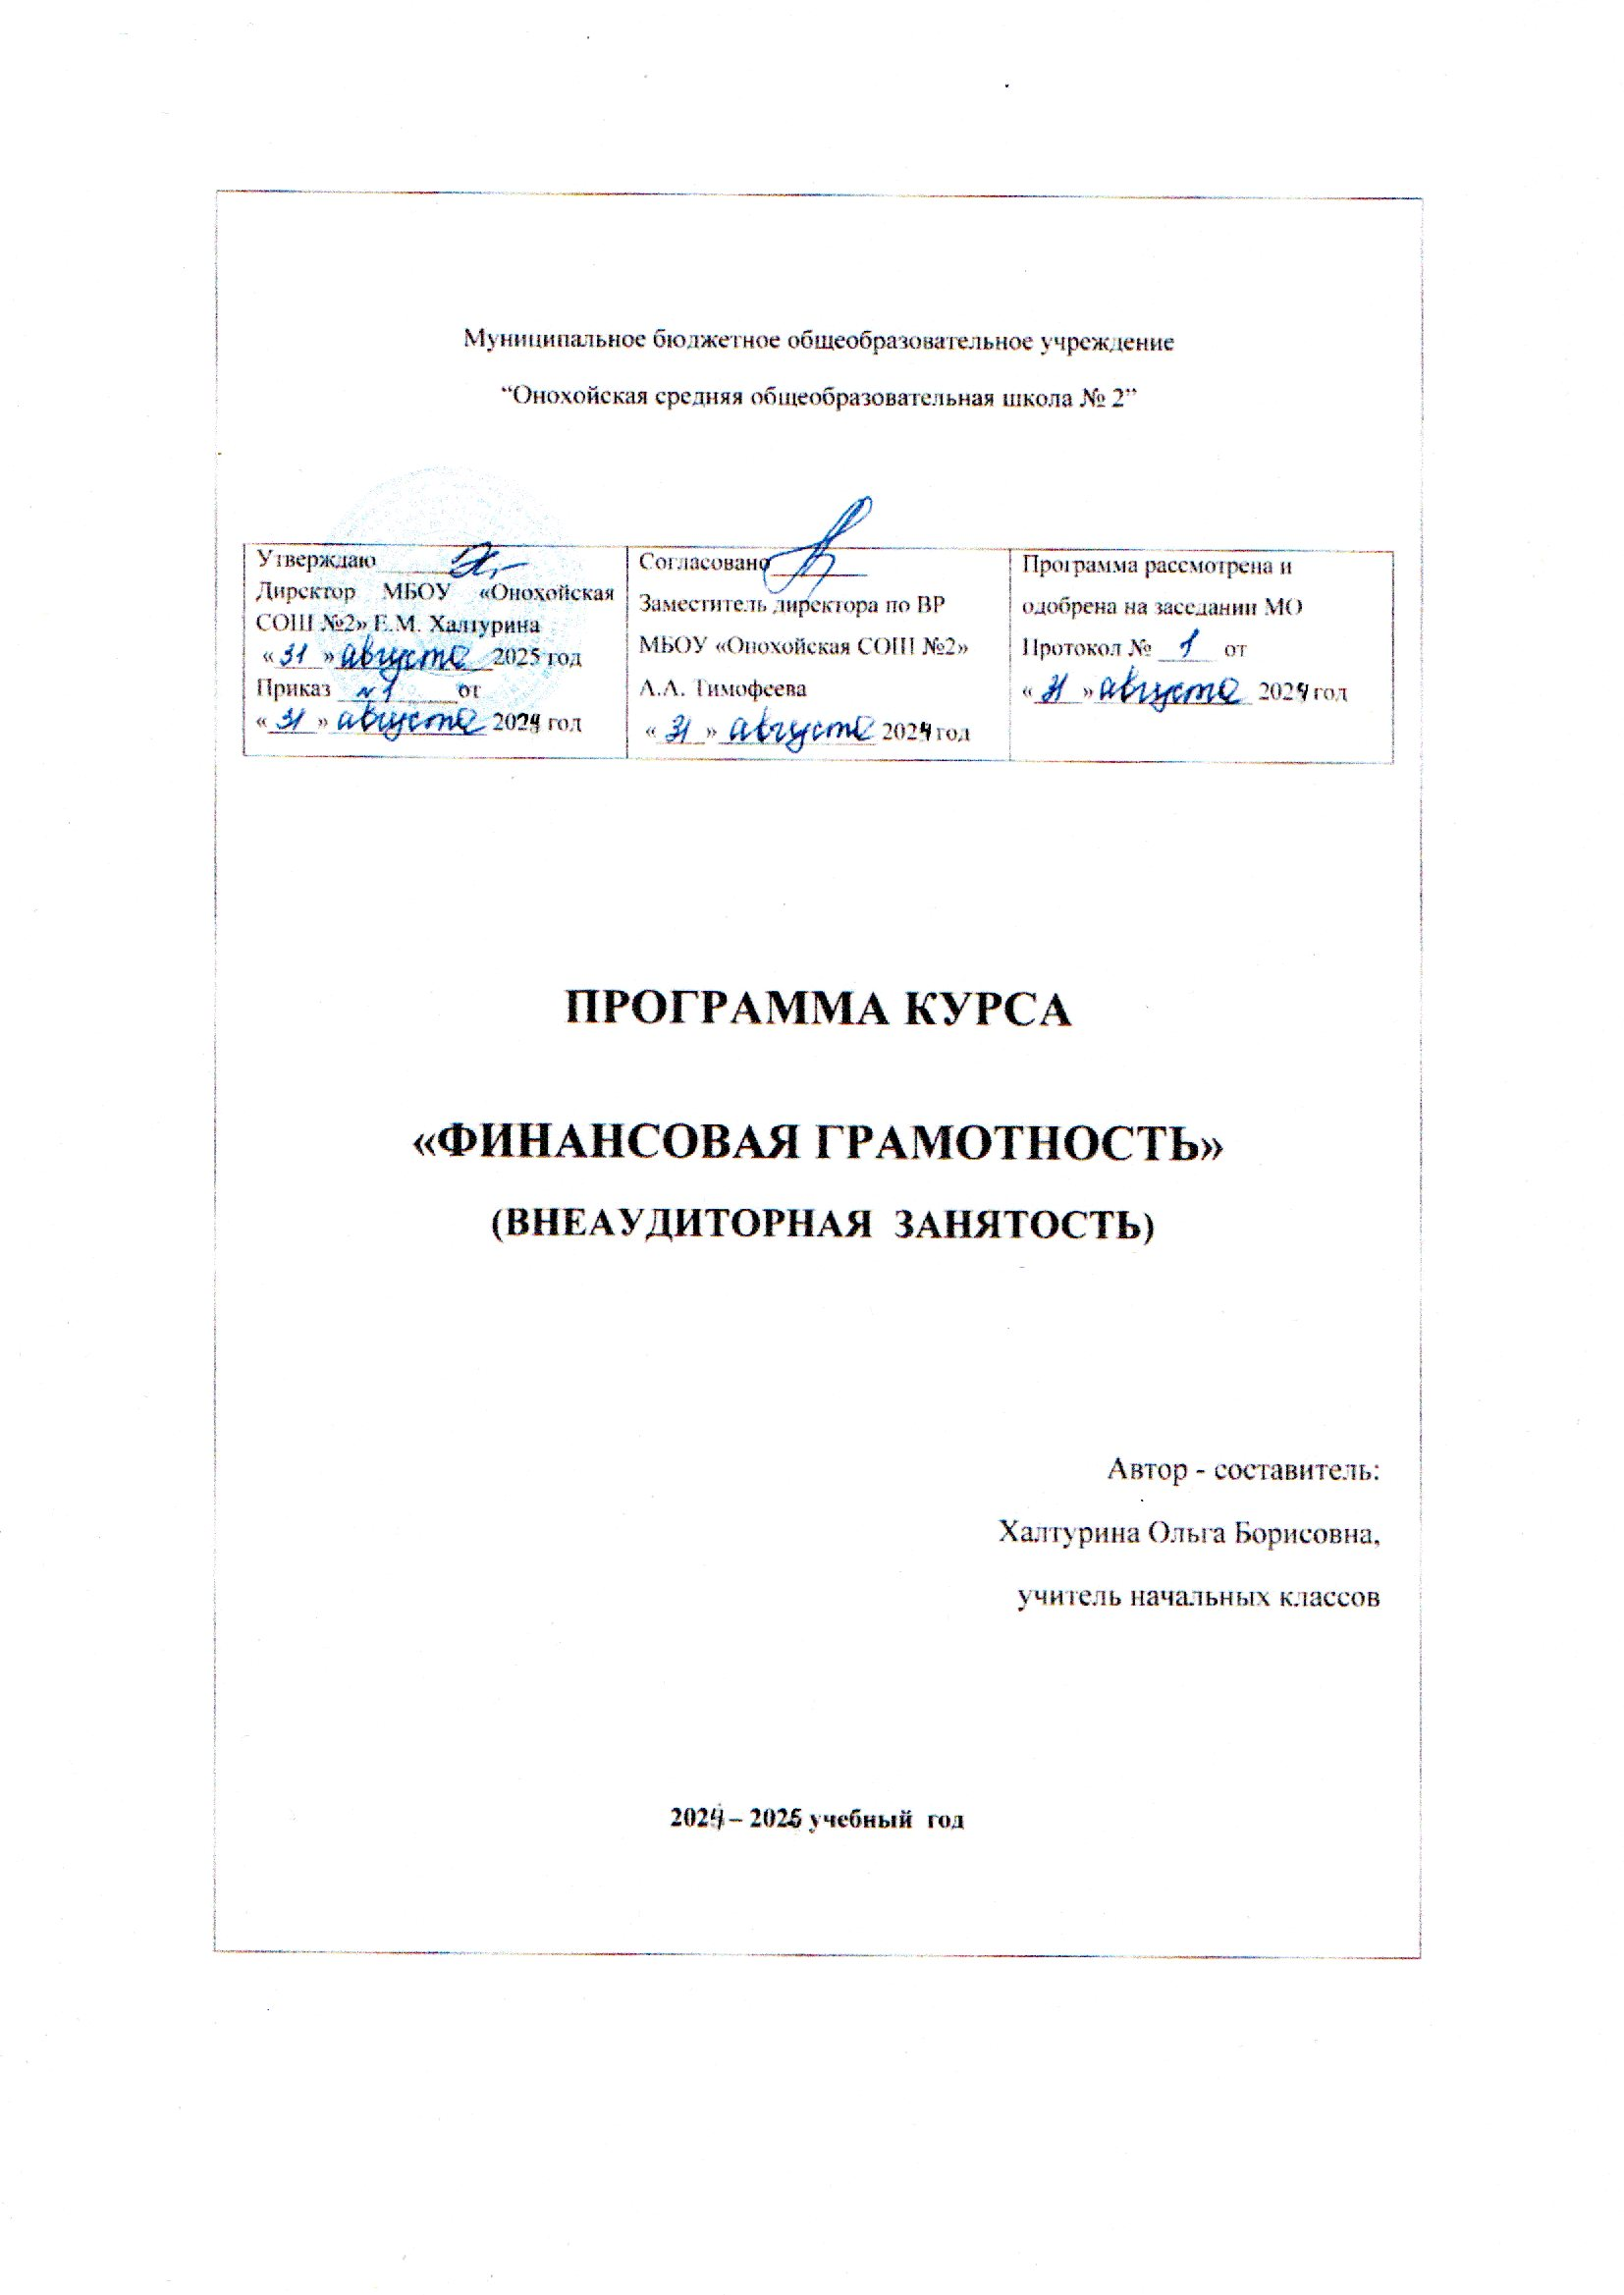 Муниципальное бюджетное общеобразовательное учреждение
“Онохойская средняя общеобразовательная школа № 2”
Утверждаю
Директор МБОУ «Онохойская
СОШ №2» Е.М. Халтурина
« 31 » августа 2025 год
Приказ №1 от
« 31 » августа 2024 год
Согласовано
Заместитель директора по ВР
МБОУ «Онохойская СОШ №2»
А.А. Тимофеева
« 31 » августа 2024 год
Программа рассмотрена и
одобрена на заседании МО
Протокол № 1 от
« 31 » августа 2024 год
ПРОГРАММА КУРСА
«ФИНАНСОВАЯ ГРАМОТНОСТЬ»
(ВНЕАУДИТОРНАЯ ЗАНЯТОСТЬ)
Автор - составитель:
Халтурина Ольга Борисовна,
учитель начальных классов
2024 – 2025 учебный год